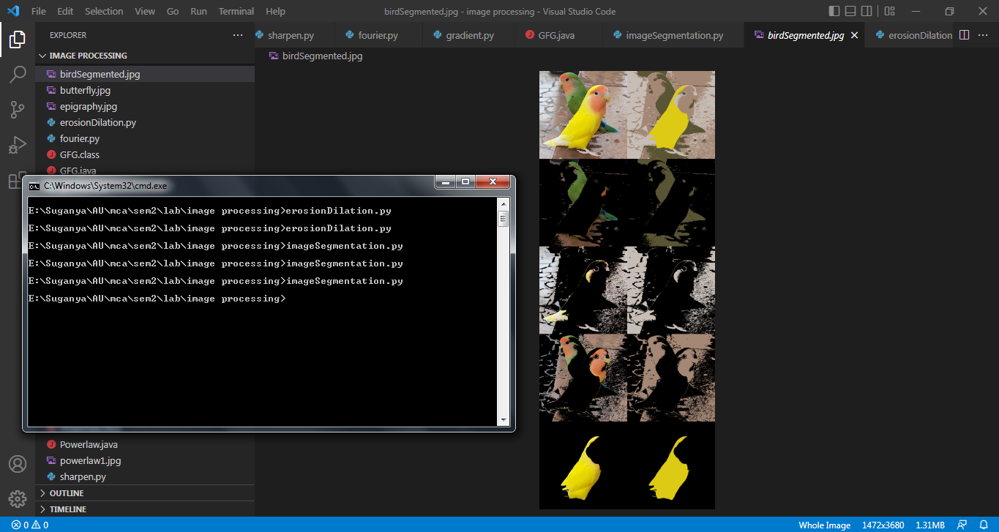 File Edit Selection View Go Run Terminal Help
birdSegmented.jpg - image processing - Visual Studio Code
EXPLORER
sharpen.py
fourier.py
gradient.py
GFG.java
imageSegmentation.py
birdSegmented.jpg
erosionDilation
IMAGE PROCESSING
birdSegmented.jpg
birdSegmented.jpg
butterfly.jpg
epigraphy.jpg
erosionDilation.py
fourier.py
GFG.class
GFG.java
C:\Windows\System32\cmd.exe
E:\Suganya\AU\mca\sem2\lab\image processing>erosionDilation.py
E:\Suganya\AU\mca\sem2\lab\image processing>erosionDilation.py
E:\Suganya\AU\mca\sem2\lab\image processing>imageSegmentation.py
E:\Suganya\AU\mca\sem2\lab\image processing>imageSegmentation.py
E:\Suganya\AU\mca\sem2\lab\image processing>imageSegmentation.py
E:\Suganya\AU\mca\sem2\lab\image processing>
Powerlaw.java
powerlaw1.jpg
sharpen.py
OUTLINE
TIMELINE
0 0
Whole Image 1472x3680 1.31MB